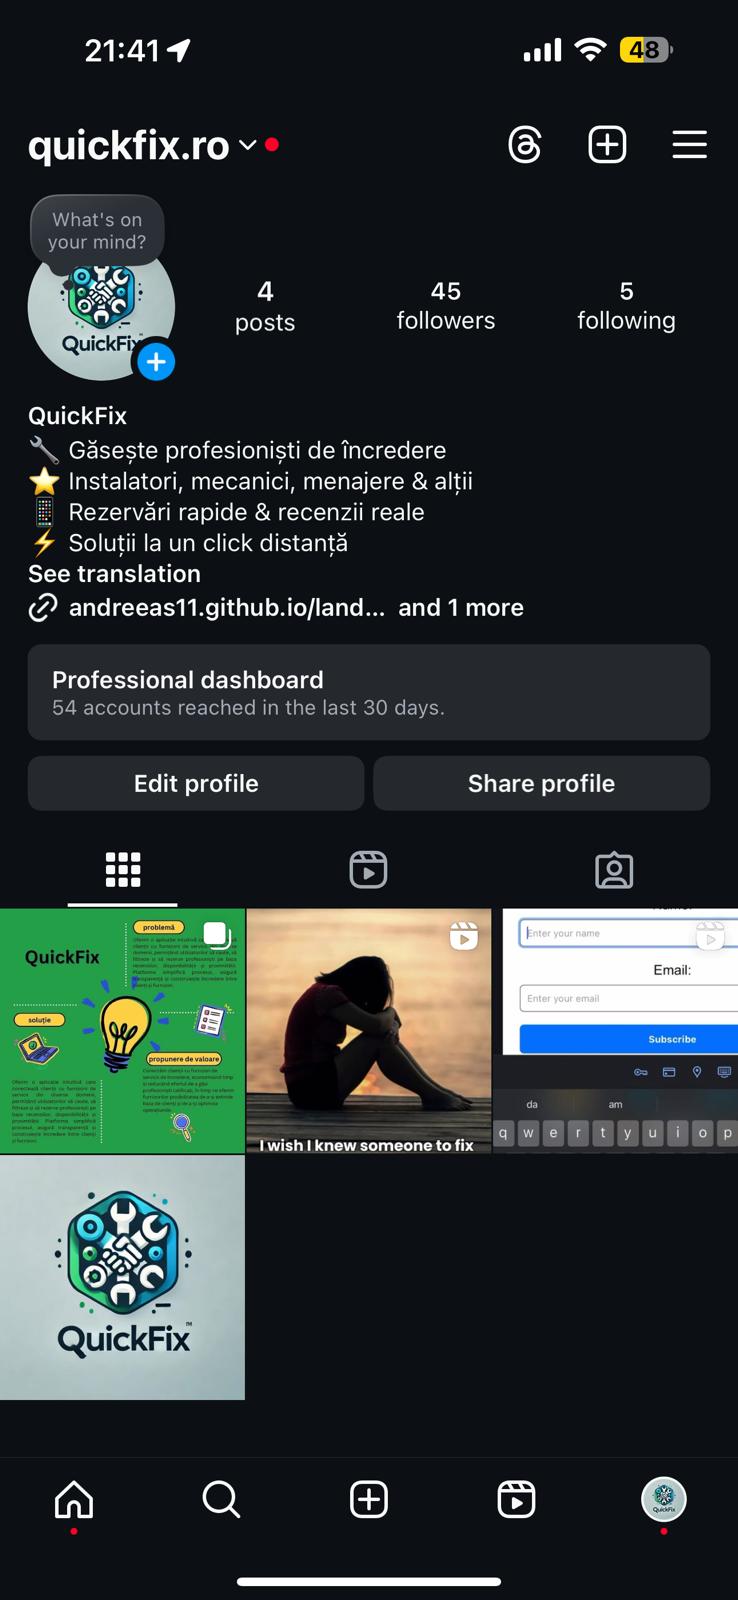 21:41
48
quickfix.ro
What's on
your mind?
QuickFix
4
posts
45
followers
5
following
QuickFix
🔧 Găsește profesioniști de încredere
⭐ Instalatori, mecanici, menajere & alții
📱 Rezervări rapide & recenzii reale
⚡ Soluții la un click distanță
See translation
andreeas11.github.io/land... and 1 more
Professional dashboard
54 accounts reached in the last 30 days.
Edit profile
Share profile
QuickFix
problemă
soluție
propunere de valoare
I wish I knew someone to fix
Enter your name
Email:
Enter your email
Subscribe
da
am
q w e r t y u i o p
QuickFix™
QuickFix